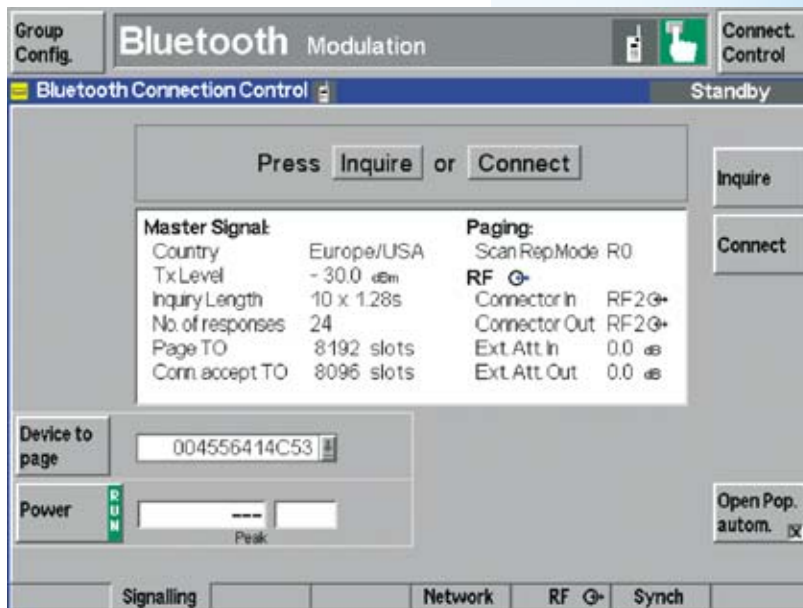 Group Config.
Bluetooth Modulation
Connect. Control
Bluetooth Connection Control
Standby
Press Inquire or Connect
Inquire
Connect
Master Signal:
Country Europe/USA
Tx Level - 30.0 dBm
Inquiry Length 10 x 1.28s
No. of responses 24
Page TO 8192 slots
Conn. accept TO 8096 slots
Paging:
Scan Rep.Mode R0
RF
Connector In RF2
Connector Out RF2
Ext. Att. In 0.0 dB
Ext. Att. Out 0.0 dB
Device to page
004556414C53
Power
RUN
---
Peak
Open Pop. autom.
Signalling
Network
RF
Synch